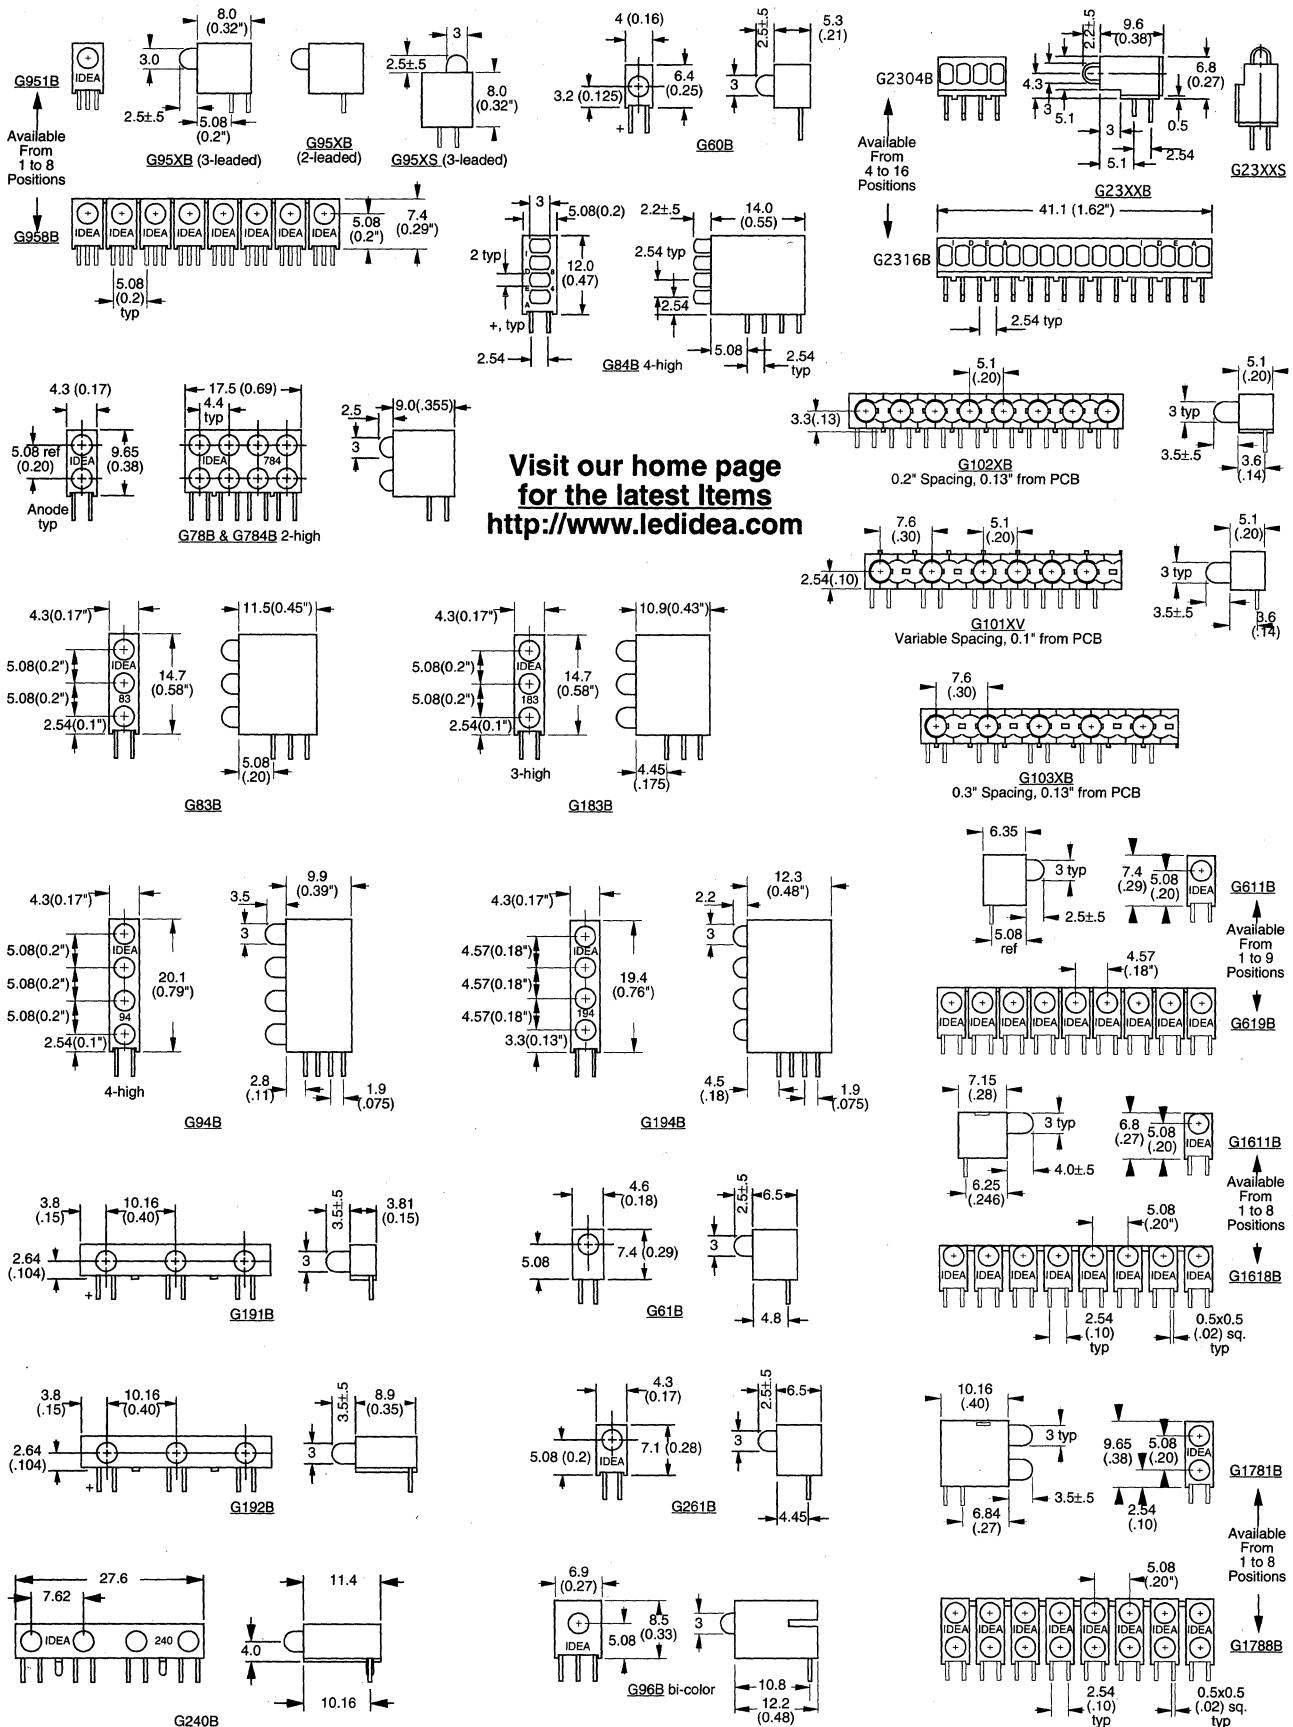 G951B
Available
From
1 to 8
Positions
G958B
IDEA
8.0
(0.32")
3.0
2.5±.5
5.08
(0.2")
G95XB (3-leaded)
G95XB
(2-leaded)
3
2.5±.5
8.0
(0.32")
G95XS (3-leaded)
IDEA IDEA IDEA IDEA IDEA IDEA IDEA IDEA
5.08
(0.2")
7.4
(0.29")
5.08
(0.2)
typ
4 (0.16)
3.2 (0.125)
6.4
(0.25)
+
2.5±.5
5.3
(.21)
3
G60B
G2304B
Available
From
4 to 16
Positions
G2316B
2.2±.5
9.6
(0.38)
6.8
(0.27)
4.3
3
5.1
3
0.5
2.54
5.1
G23XXB
G23XXS
41.1 (1.62")
I D E A I D E A
2.54 typ
3
5.08(0.2)
2 typ
12.0
(0.47)
I
D 8
E 4
A
+, typ
2.54
2.2±.5
14.0
(0.55)
2.54 typ
2.54
5.08
2.54
typ
G84B 4-high
4.3 (0.17)
5.08 ref
(0.20)
IDEA
9.65
(0.38)
Anode
typ
17.5 (0.69)
4.4
typ
IDEA 784
2.5
9.0(.355)
3
G78B & G784B 2-high
Visit our home page
for the latest Items
http://www.ledidea.com
5.1
(.20)
3.3(.13)
G102XB
0.2" Spacing, 0.13" from PCB
5.1
(.20)
3 typ
3.5±.5
3.6
(.14)
7.6
(.30)
5.1
(.20)
2.54(.10)
G101XV
Variable Spacing, 0.1" from PCB
5.1
(.20)
3 typ
3.5±.5
3.6
(.14)
7.6
(.30)
G103XB
0.3" Spacing, 0.13" from PCB
4.3(0.17")
11.5(0.45")
5.08(0.2")
IDEA
14.7
(0.58")
5.08(0.2")
83
2.54(0.1")
5.08
(.20)
G83B
4.3(0.17")
10.9(0.43")
5.08(0.2")
IDEA
14.7
(0.58")
5.08(0.2")
183
2.54(0.1")
3-high
4.45
(.175)
G183B
6.35
3 typ
2.5±.5
5.08
ref
7.4
(.29)
5.08
(.20)
IDEA
G611B
Available
From
1 to 9
Positions
G619B
4.57
(.18")
IDEA IDEA IDEA IDEA IDEA IDEA IDEA IDEA IDEA
4.3(0.17")
9.9
(0.39")
3.5
3
5.08(0.2")
IDEA
5.08(0.2")
20.1
(0.79")
5.08(0.2")
94
2.54(0.1")
4-high
2.8
(.11)
1.9
(.075)
G94B
4.3(0.17")
12.3
(0.48")
2.2
3
4.57(0.18")
IDEA
4.57(0.18")
19.4
(0.76")
4.57(0.18")
194
3.3(0.13")
4.5
(.18)
1.9
(.075)
G194B
7.15
(.28)
3 typ
4.0±.5
6.25
(.246)
6.8
(.27)
5.08
(.20)
IDEA
G1611B
Available
From
1 to 8
Positions
G1618B
5.08
(.20")
IDEA IDEA IDEA IDEA IDEA IDEA IDEA IDEA
2.54
(.10)
typ
0.5x0.5
(.02) sq.
typ
3.8
(.15)
10.16
(0.40)
2.64
(.104)
+
3.5±.5
3.81
(0.15)
3
G191B
4.6
(0.18)
5.08
7.4 (0.29)
2.5±.5
6.5
3
4.8
G61B
3.8
(.15)
10.16
(0.40)
2.64
(.104)
+
3.5±.5
8.9
(0.35)
3
G192B
4.3
(0.17)
5.08 (0.2)
IDEA
7.1 (0.28)
2.5±.5
6.5
3
4.45
G261B
10.16
(.40)
3 typ
3.5±.5
6.84
(.27)
9.65
(.38)
5.08
(.20)
IDEA
2.54
(.10)
G1781B
Available
From
1 to 8
Positions
G1788B
5.08
(.20")
2.54
(.10)
typ
0.5x0.5
(.02) sq.
typ
27.6
7.62
IDEA 240
11.4
4.0
10.16
G240B
6.9
(0.27)
IDEA
5.08
8.5
(0.33)
3
10.8
12.2
(0.48)
G96B bi-color